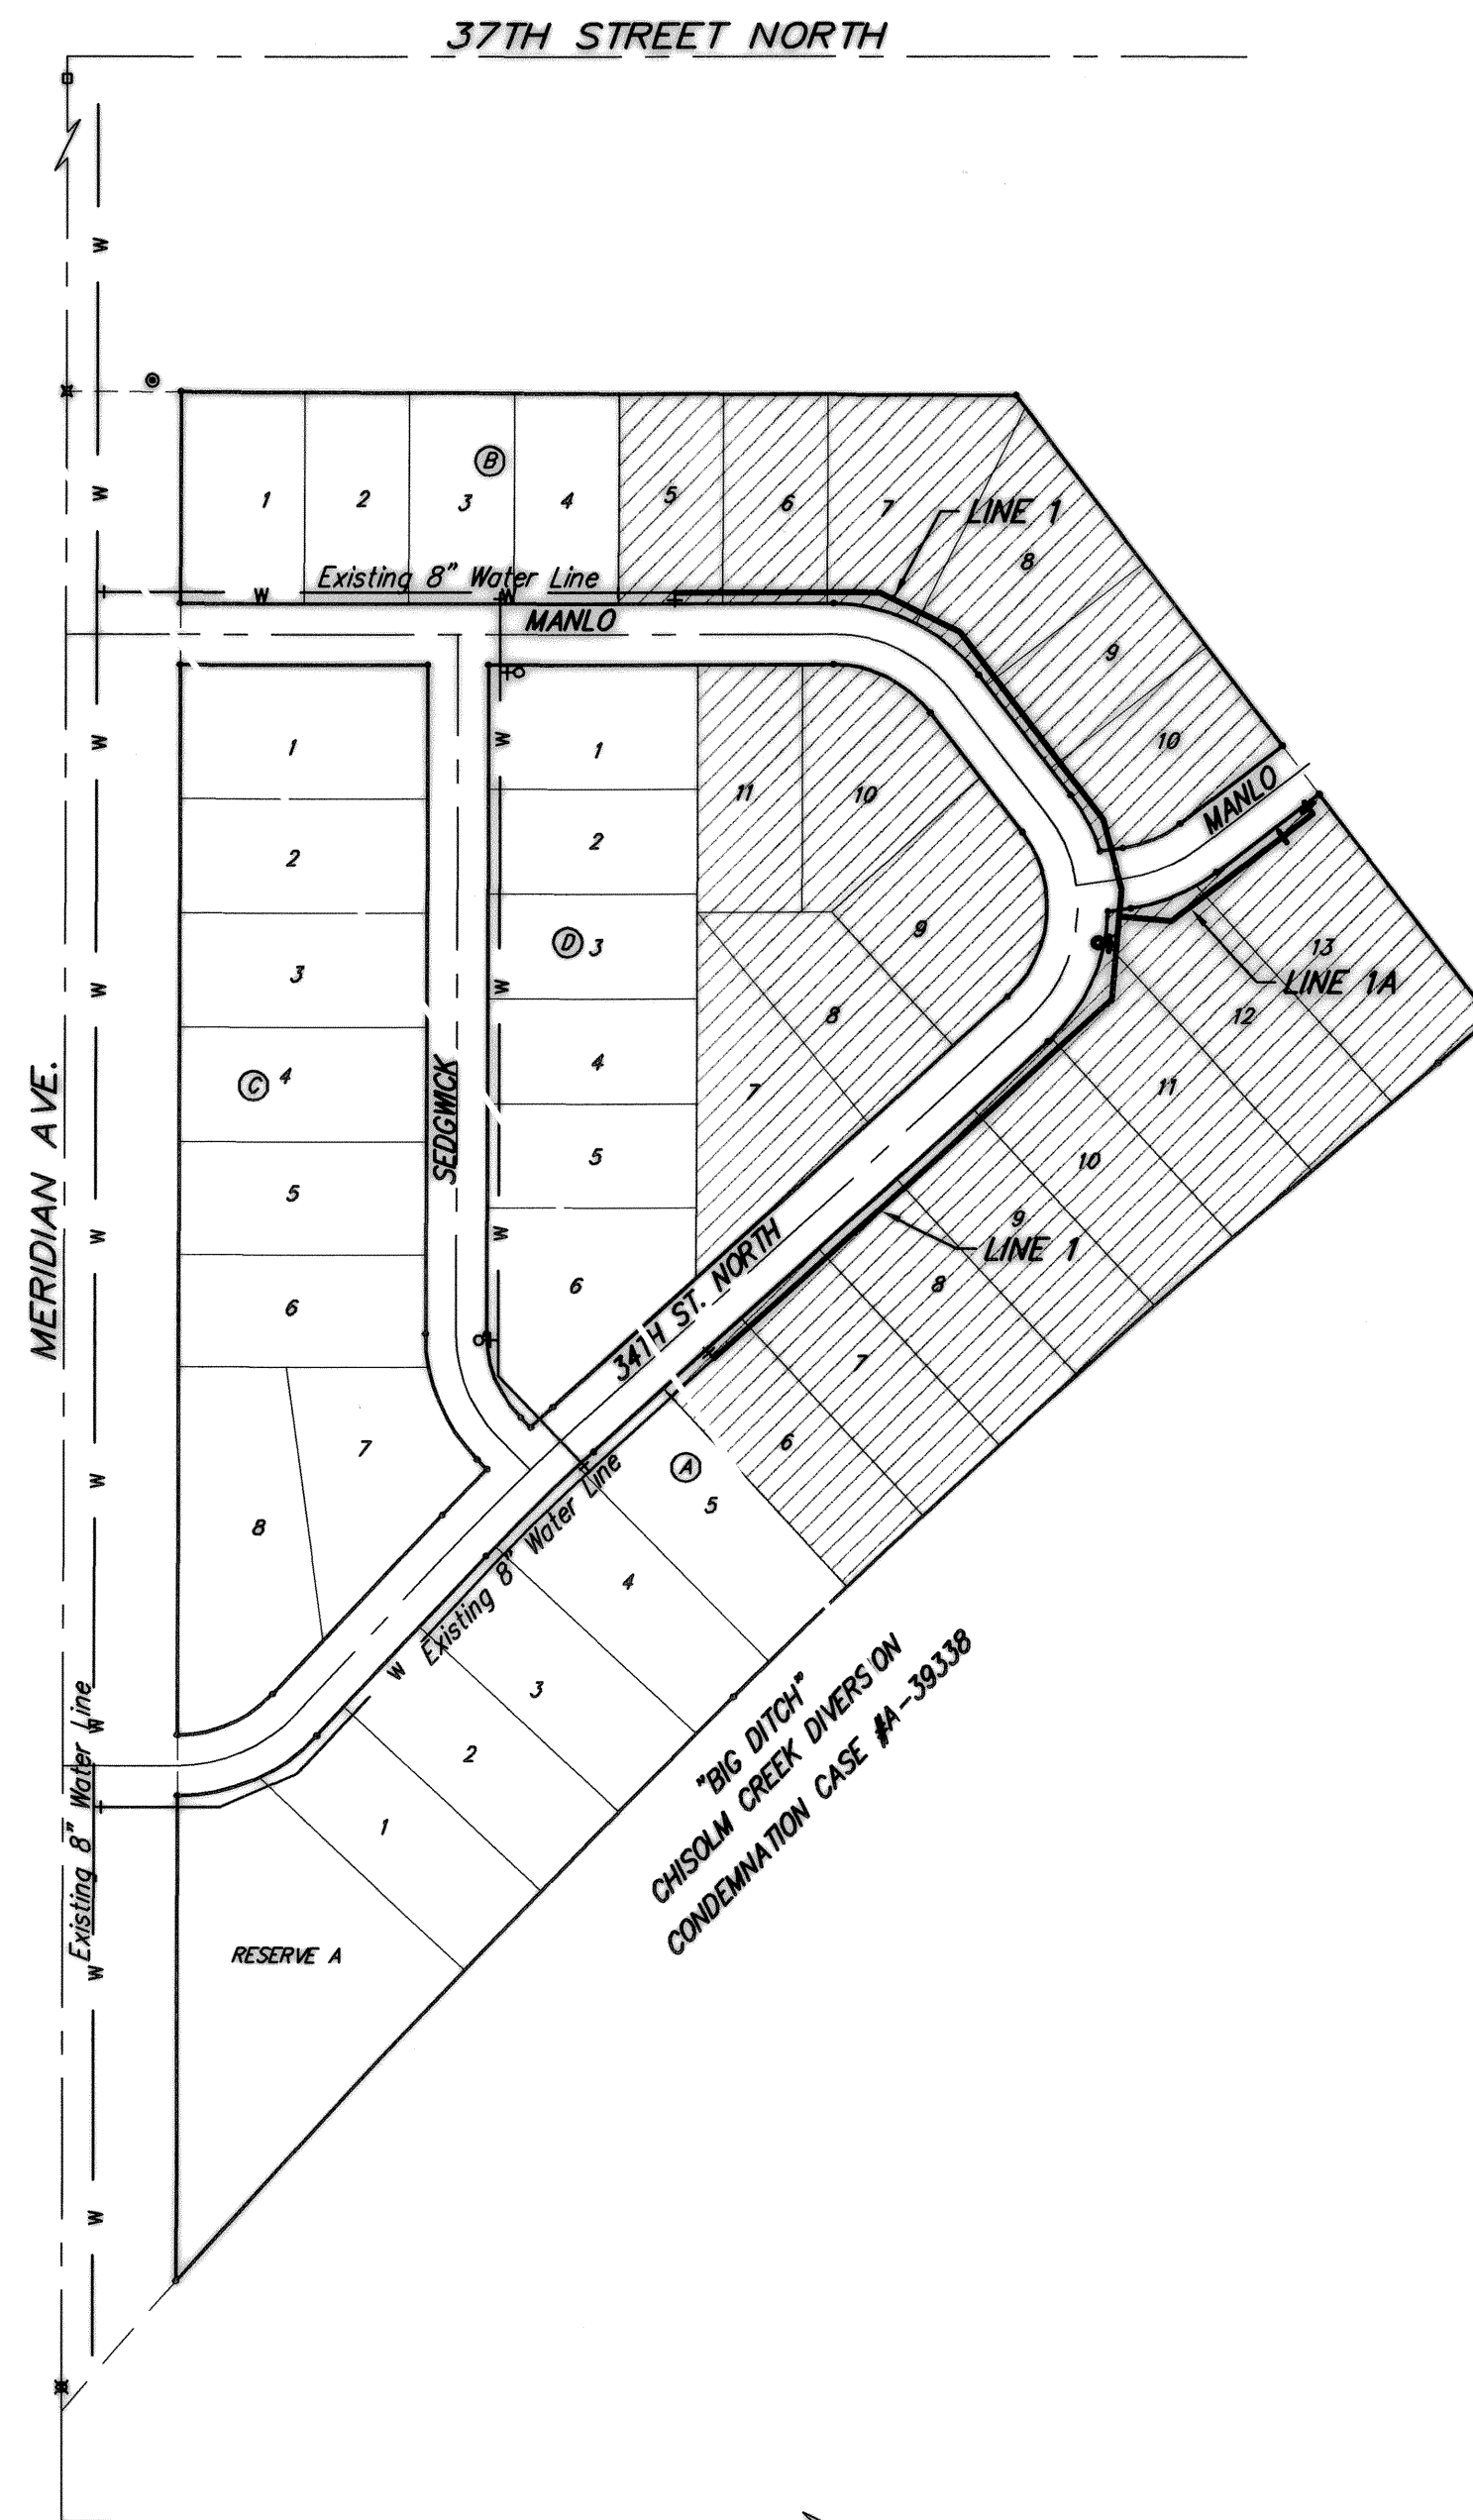 37TH STREET NORTH
W
W
W
W
W
W
W
W
W
W
MERIDIAN AVE.
Existing 8" Water Line
B
1
2
3
4
5
6
7
8
9
10
LINE 1
Existing 8" Water Line
W
W
MANLO
MANLO
1
2
3
C
4
5
6
7
8
SEDGWICK
W
W
W
1
2
D
3
4
5
6
11
10
9
8
7
13
LINE 1A
12
11
10
9
LINE 1
8
7
6
34TH ST. NORTH
A
5
4
3
2
1
W
Existing 8" Water Line
RESERVE A
"BIG DITCH"
CHISOLM CREEK DIVERSION
CONDEMNATION CASE #A-39338